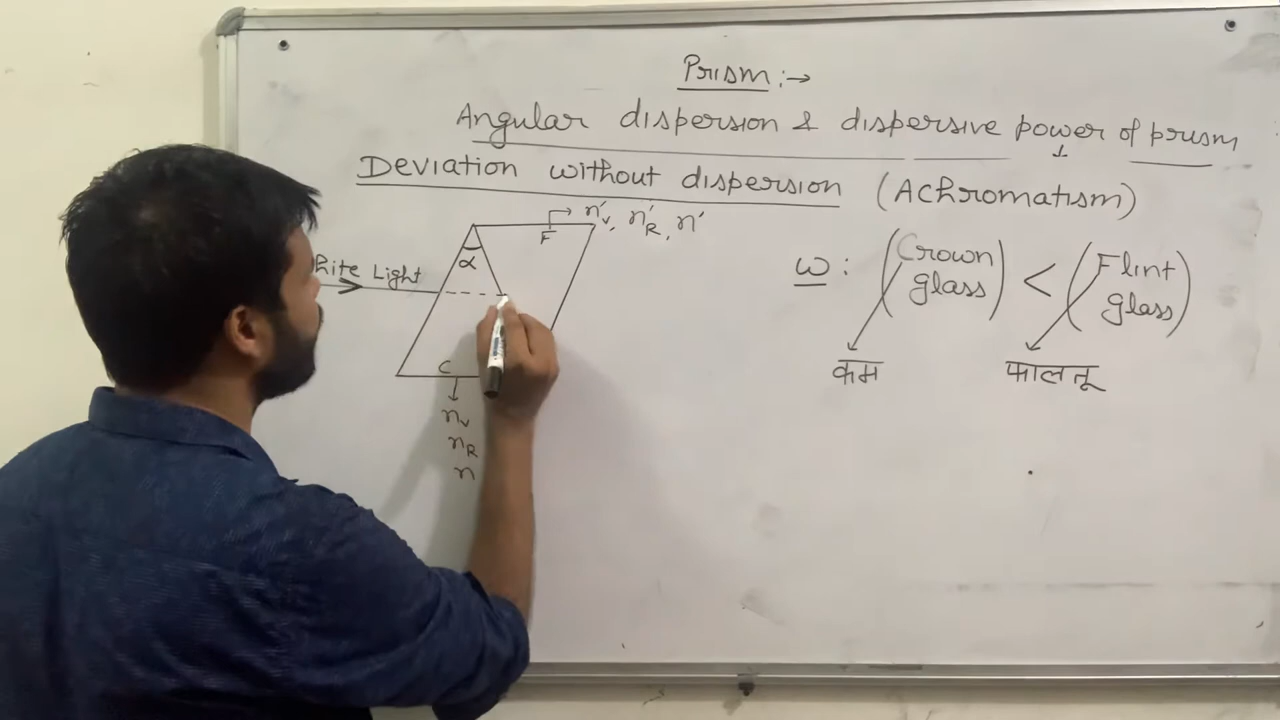 Prism :→
Angular dispersion & dispersive power of prism
Deviation without dispersion (Achromatism)
n'v, n'R, n'
F
α
hite Light
C
nv
nR
n
ω : (Crown glass) < (Flint glass)
कम
फालतू